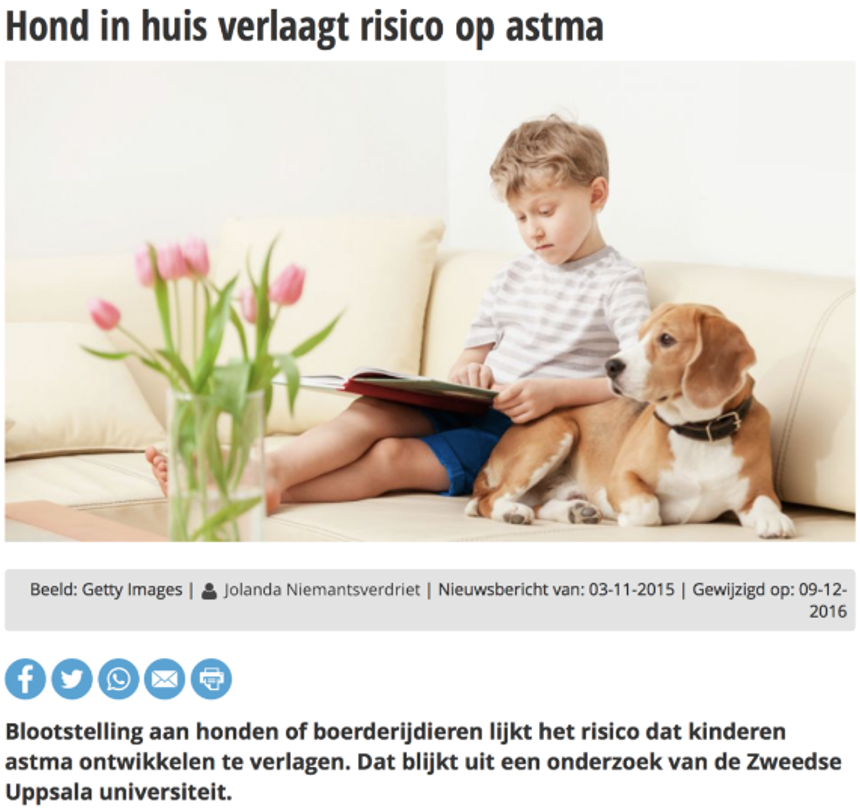 Hond in huis verlaagt risico op astma
Beeld: Getty Images | Jolanda Niemantsverdriet | Nieuwsbericht van: 03-11-2015 | Gewijzigd op: 09-12-
2016
Blootstelling aan honden of boerderijdieren lijkt het risico dat kinderen
astma ontwikkelen te verlagen. Dat blijkt uit een onderzoek van de Zweedse
Uppsala universiteit.